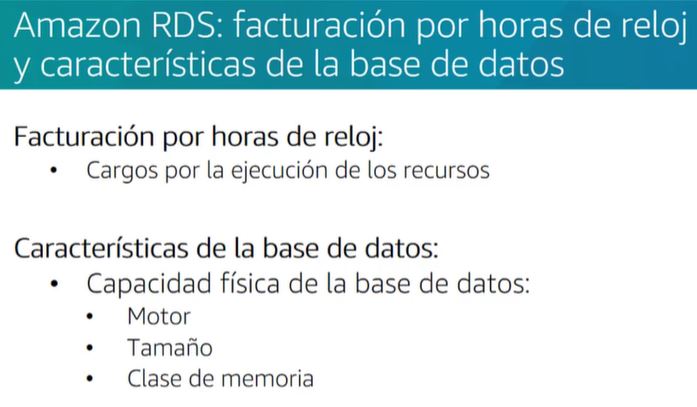 Amazon RDS: facturación por horas de reloj
y características de la base de datos
Facturación por horas de reloj:
• Cargos por la ejecución de los recursos
Características de la base de datos:
• Capacidad física de la base de datos:
• Motor
• Tamaño
• Clase de memoria